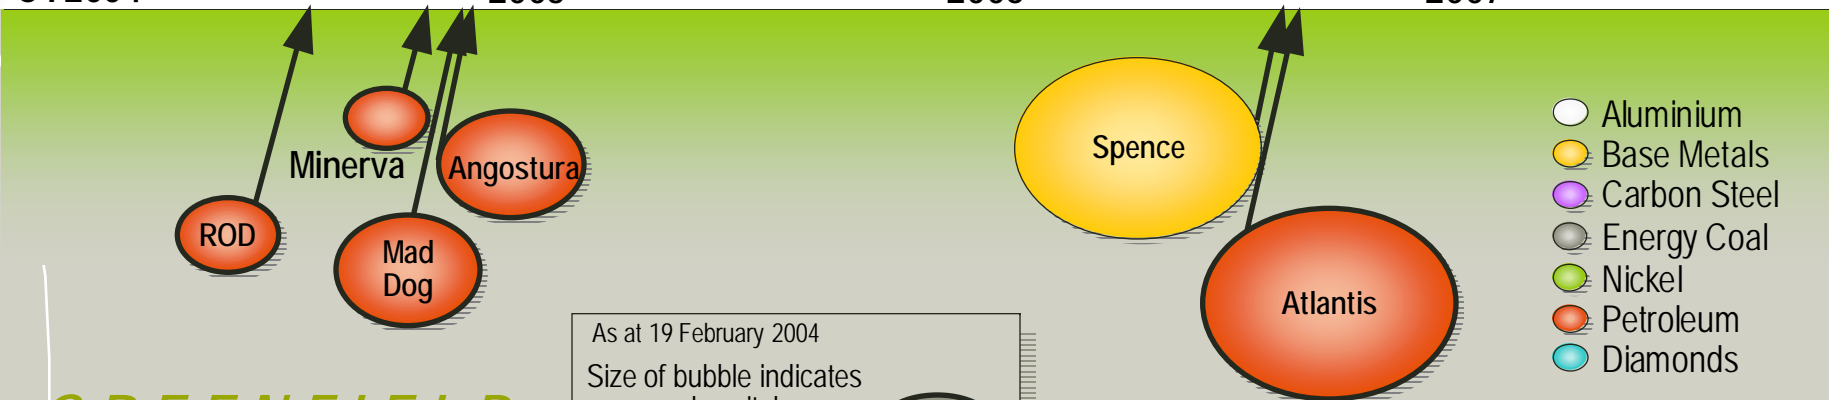 Minerva
Angostura
ROD
Mad
Dog
Spence
Atlantis
Aluminium
Base Metals
Carbon Steel
Energy Coal
Nickel
Petroleum
Diamonds
As at 19 February 2004
Size of bubble indicates